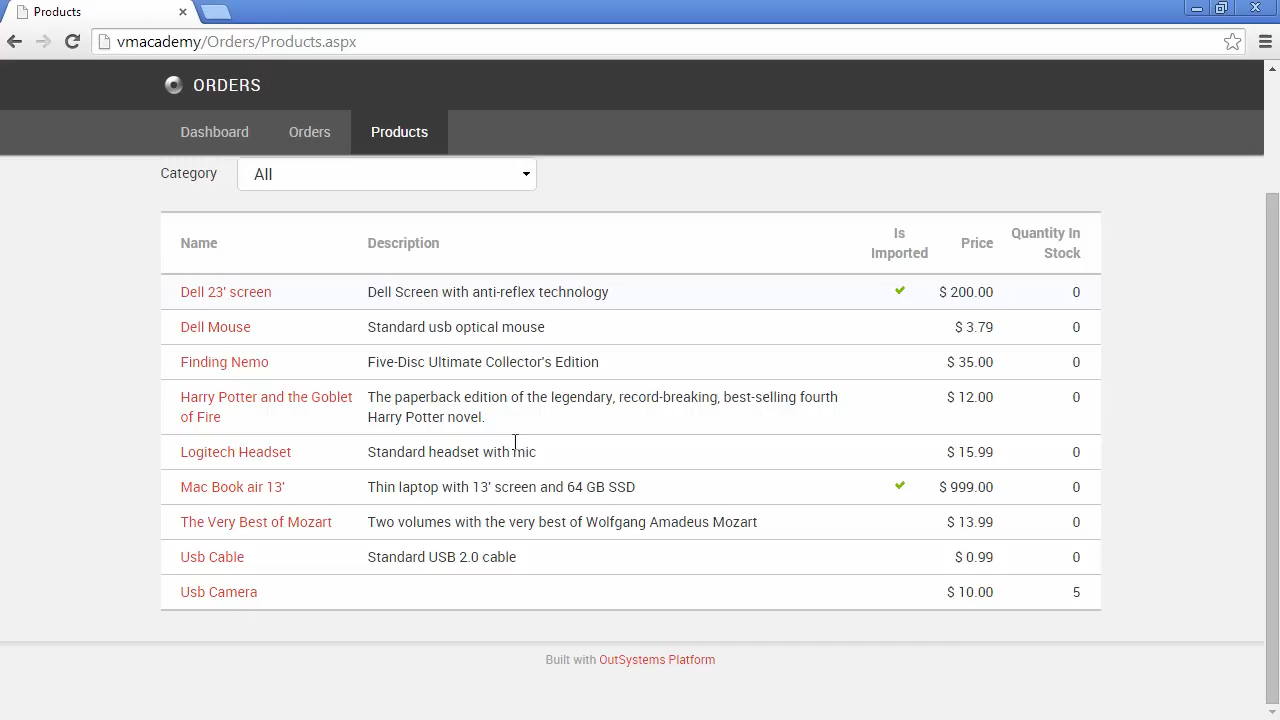 Products
vmacademy/Orders/Products.aspx
ORDERS
Dashboard Orders Products
Category All
Name Description Is Imported Price Quantity In Stock
Dell 23' screen Dell Screen with anti-reflex technology $ 200.00 0
Dell Mouse Standard usb optical mouse $ 3.79 0
Finding Nemo Five-Disc Ultimate Collector's Edition $ 35.00 0
Harry Potter and the Goblet of Fire The paperback edition of the legendary, record-breaking, best-selling fourth Harry Potter novel. $ 12.00 0
Logitech Headset Standard headset with mic $ 15.99 0
Mac Book air 13' Thin laptop with 13' screen and 64 GB SSD $ 999.00 0
The Very Best of Mozart Two volumes with the very best of Wolfgang Amadeus Mozart $ 13.99 0
Usb Cable Standard USB 2.0 cable $ 0.99 0
Usb Camera $ 10.00 5
Built with OutSystems Platform